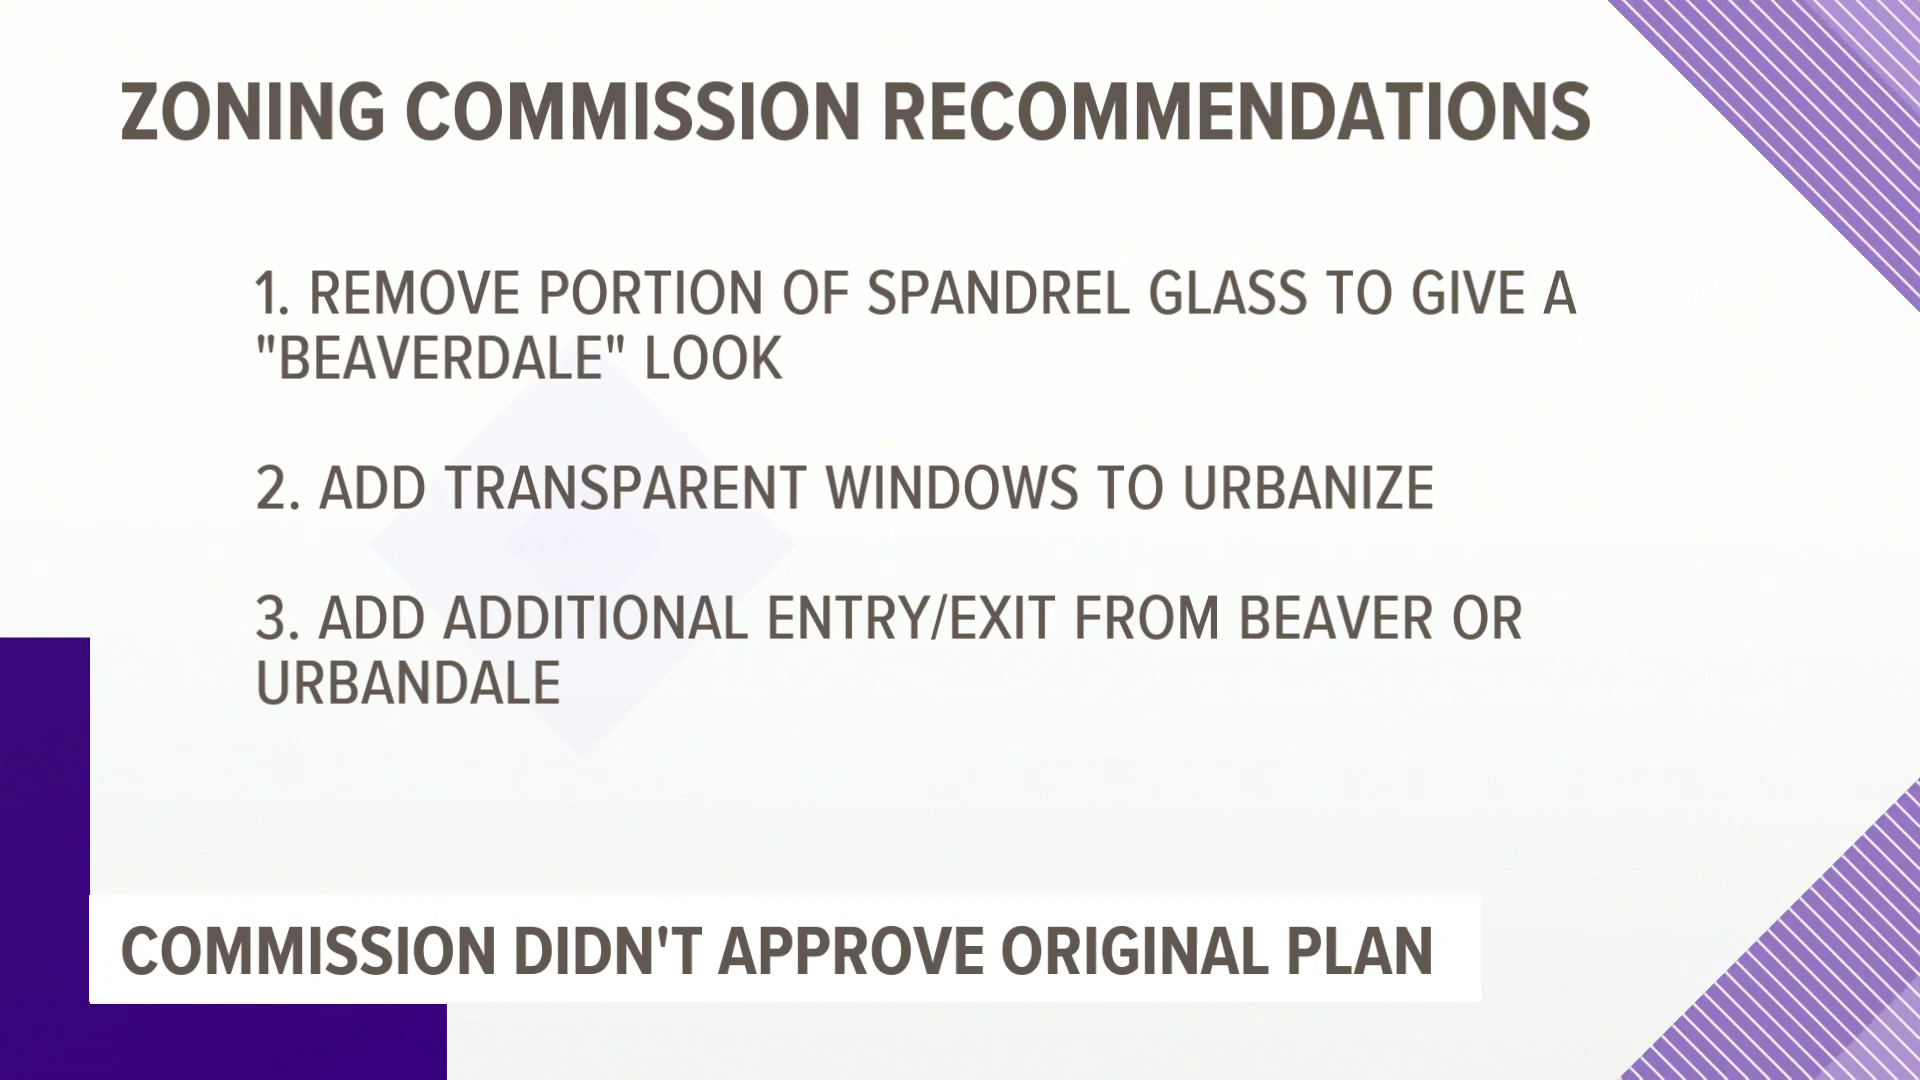 ZONING COMMISSION RECOMMENDATIONS
1. REMOVE PORTION OF SPANDREL GLASS TO GIVE A
"BEAVERDALE" LOOK
2. ADD TRANSPARENT WINDOWS TO URBANIZE
3. ADD ADDITIONAL ENTRY/EXIT FROM BEAVER OR
URBANDALE
COMMISSION DIDN'T APPROVE ORIGINAL PLAN